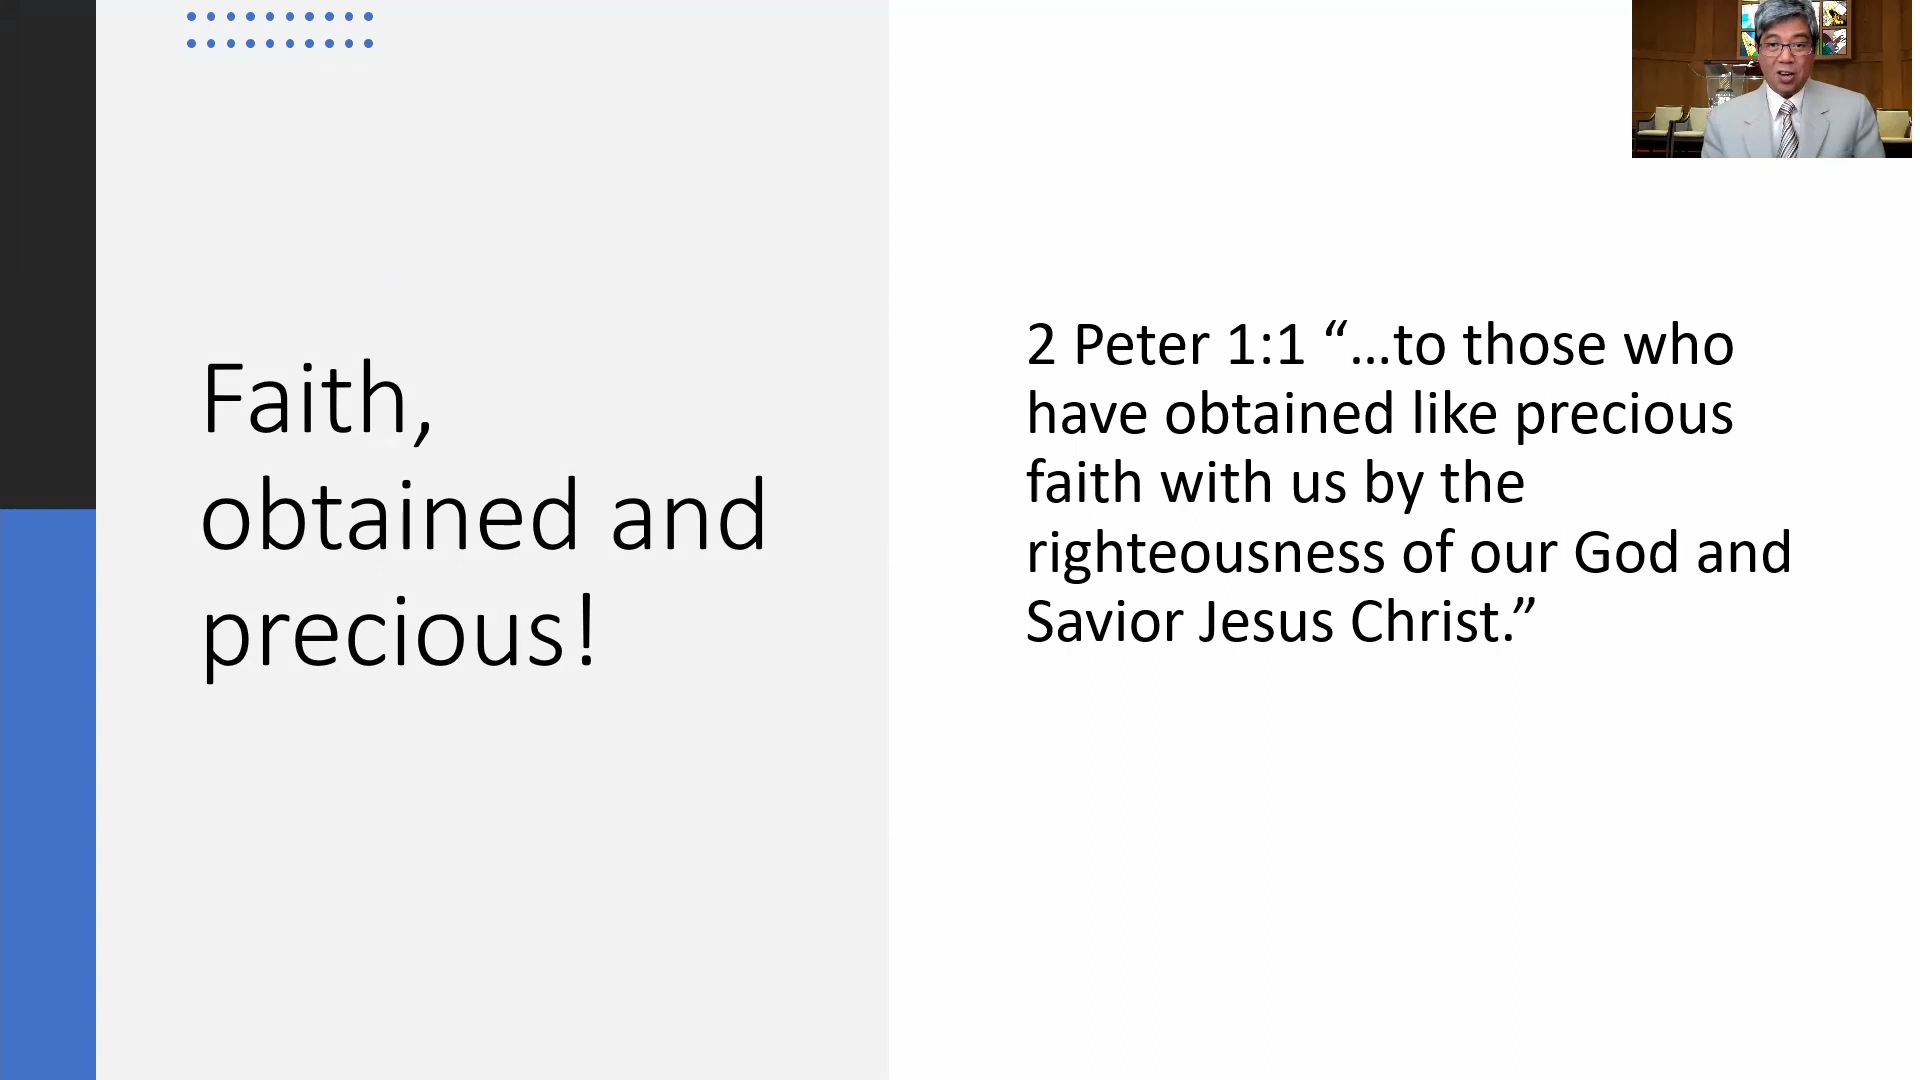 Faith,
obtained and
precious!
2 Peter 1:1 “…to those who
have obtained like precious
faith with us by the
righteousness of our God and
Savior Jesus Christ.”